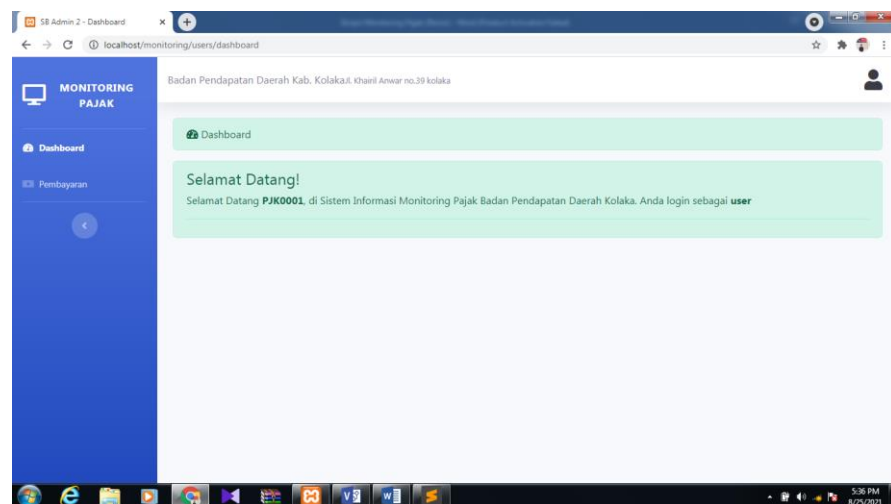 SB Admin 2 - Dashboard
localhost/monitoring/users/dashboard
MONITORING
PAJAK
Badan Pendapatan Daerah Kab. Kolaka Jl. Khairil Anwar no.39 kolaka
Dashboard
Pembayaran
Dashboard
Selamat Datang!
Selamat Datang PJK0001, di Sistem Informasi Monitoring Pajak Badan Pendapatan Daerah Kolaka. Anda login sebagai user
5:36 PM
8/25/2021